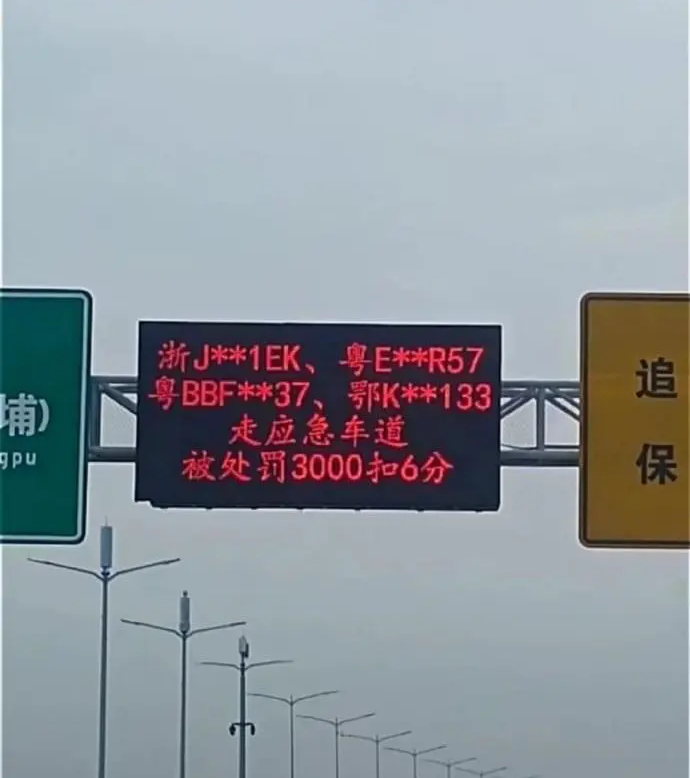 埔)
gpu
浙J**1EK、粤E**R57
粤BBF**37、鄂K**133
走应急车道
被处罚3000扣6分
追
保